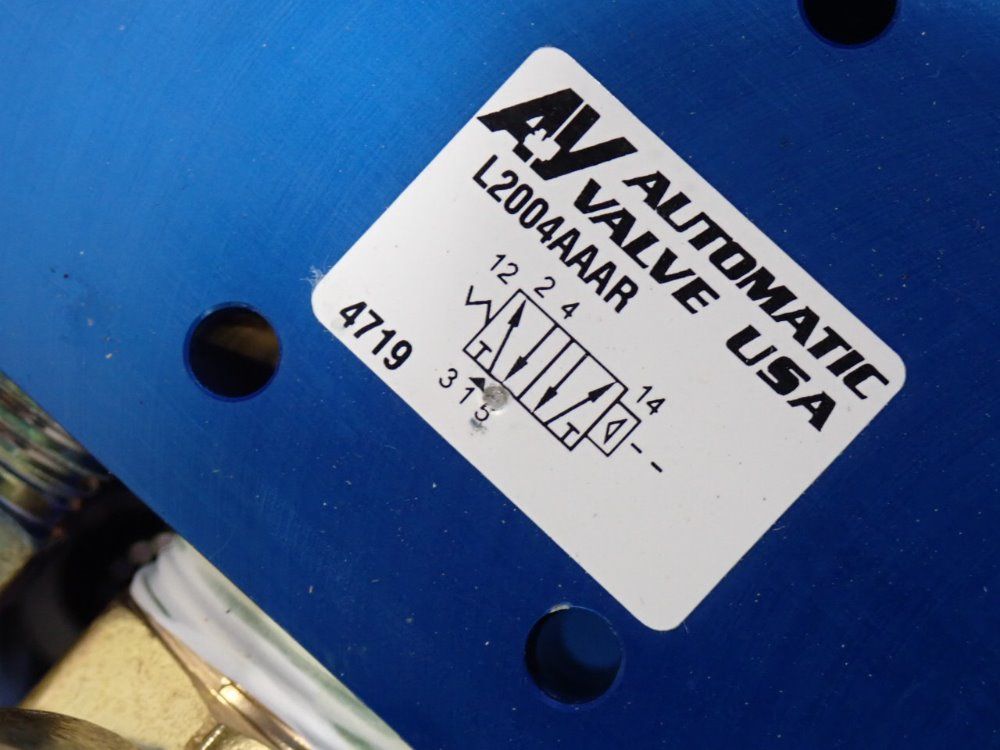 AV AUTOMATIC
VALVE USA
L2004AAAR
12 2 4
14
3 1 5
4719